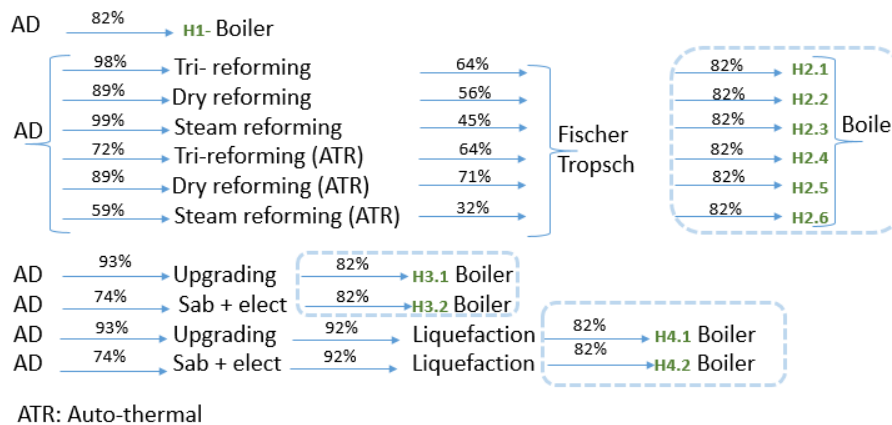 AD 82% H1- Boiler
98% Tri- reforming 64% 82% H2.1
89% Dry reforming 56% 82% H2.2
99% Steam reforming 45% 82% H2.3
AD Fischer Tropsch Boile
72% Tri-reforming (ATR) 64% 82% H2.4
89% Dry reforming (ATR) 71% 82% H2.5
59% Steam reforming (ATR) 32% 82% H2.6
AD 93% Upgrading 82% H3.1 Boiler
AD 74% Sab + elect 82% H3.2 Boiler
AD 93% Upgrading 92% Liquefaction 82% H4.1 Boiler
AD 74% Sab + elect 92% Liquefaction 82% H4.2 Boiler
ATR: Auto-thermal